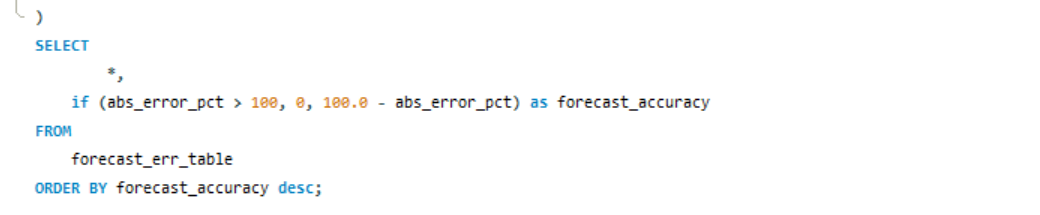 )
SELECT
*,
if (abs_error_pct > 100, 0, 100.0 - abs_error_pct) as forecast_accuracy
FROM
forecast_err_table
ORDER BY forecast_accuracy desc;